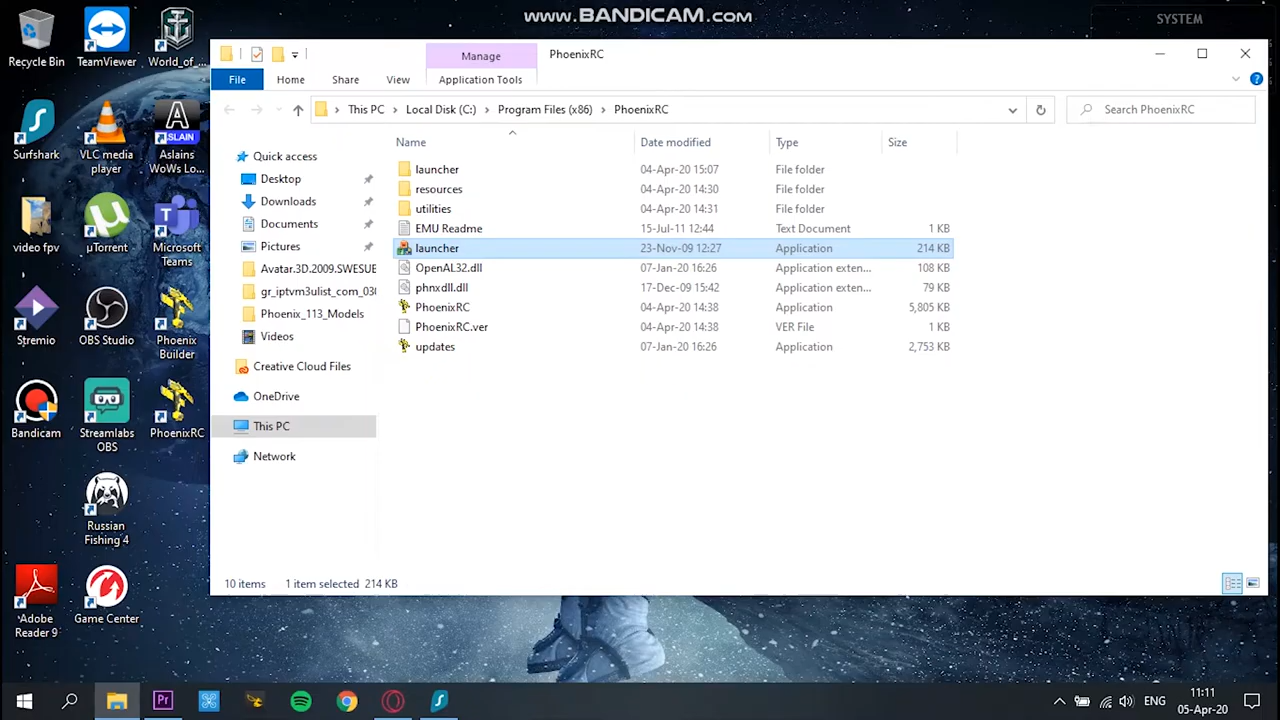 www.BANDICAM.com
SYSTEM
Recycle Bin
TeamViewer
World_of_...
Manage
PhoenixRC
File
Home
Share
View
Application Tools
This PC
Local Disk (C:)
Program Files (x86)
PhoenixRC
Search PhoenixRC
Name
Date modified
Type
Size
Surfshark
VLC media player
SLAIN
Aslains WoWs Lo...
Quick access
Desktop
Downloads
Documents
Pictures
Avatar.3D.2009.SWESUB
gr_iptvm3ulist_com_030
Phoenix_113_Models
Videos
Creative Cloud Files
OneDrive
This PC
Network
launcher 04-Apr-20 15:07 File folder
resources 04-Apr-20 14:30 File folder
utilities 04-Apr-20 14:31 File folder
EMU Readme 15-Jul-11 12:44 Text Document 1 KB
launcher 23-Nov-09 12:27 Application 214 KB
OpenAL32.dll 07-Jan-20 16:26 Application exten... 108 KB
phnxdll.dll 17-Dec-09 15:42 Application exten... 79 KB
PhoenixRC 04-Apr-20 14:38 Application 5,805 KB
PhoenixRC.ver 04-Apr-20 14:38 VER File 1 KB
updates 07-Jan-20 16:26 Application 2,753 KB
video fpv
µTorrent
Microsoft Teams
Stremio
OBS Studio
Phoenix Builder
Bandicam
Streamlabs OBS
PhoenixRC
Russian Fishing 4
Adobe Reader 9
Game Center
10 items
1 item selected 214 KB
Pr
ENG
11:11
05-Apr-20